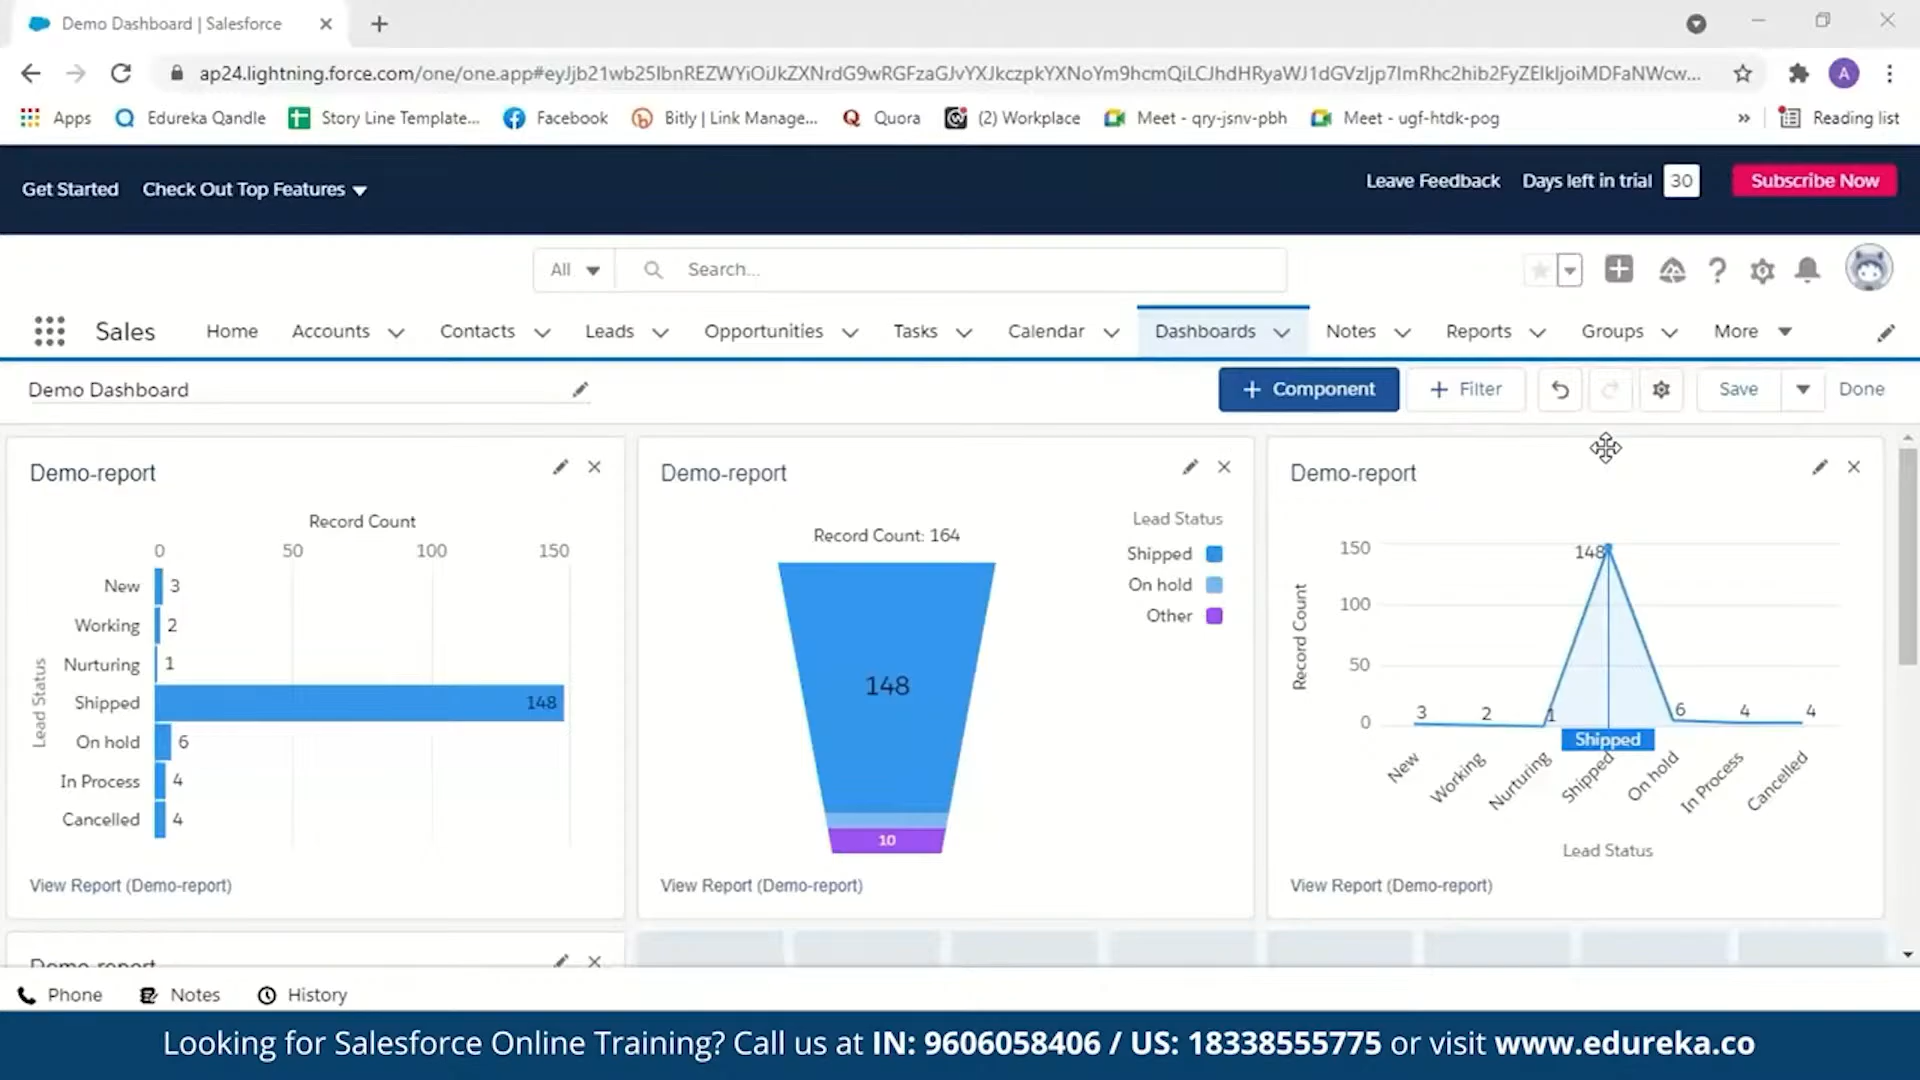 Demo Dashboard | Salesforce
ap24.lightning.force.com/one/one.app#eyJjb21wb25lbnREZWYiOiJkZXNrdG9wRGFzaGJvYXJkczpkYXNoYm9hcmQiLCJhdHRyaWJ1dGVzIjp7ImRhc2hib2FyZElkIjoiMDFaNWcw...
Apps Edureka Qandle Story Line Template... Facebook Bitly | Link Manage... Quora (2) Workplace Meet - qry-jsnv-pbh Meet - ugf-htdk-pog » Reading list
A
Get Started Check Out Top Features Leave Feedback Days left in trial 30 Subscribe Now
All Search...
Sales Home Accounts Contacts Leads Opportunities Tasks Calendar Dashboards Notes Reports Groups More
Demo Dashboard + Component + Filter Save Done
Demo-report
Record Count
0 50 100 150
Lead Status
New 3
Working 2
Nurturing 1
Shipped 148
On hold 6
In Process 4
Cancelled 4
View Report (Demo-report)
Demo-report
Record Count: 164
Lead Status
Shipped
On hold
Other
148
10
View Report (Demo-report)
Demo-report
Record Count
150
100
50
0
3 2 1 148 6 4 4
Shipped
New Working Nurturing Shipped On hold In Process Cancelled
Lead Status
View Report (Demo-report)
Demo-report
Phone Notes History
Looking for Salesforce Online Training? Call us at IN: 9606058406 / US: 18338555775 or visit www.edureka.co